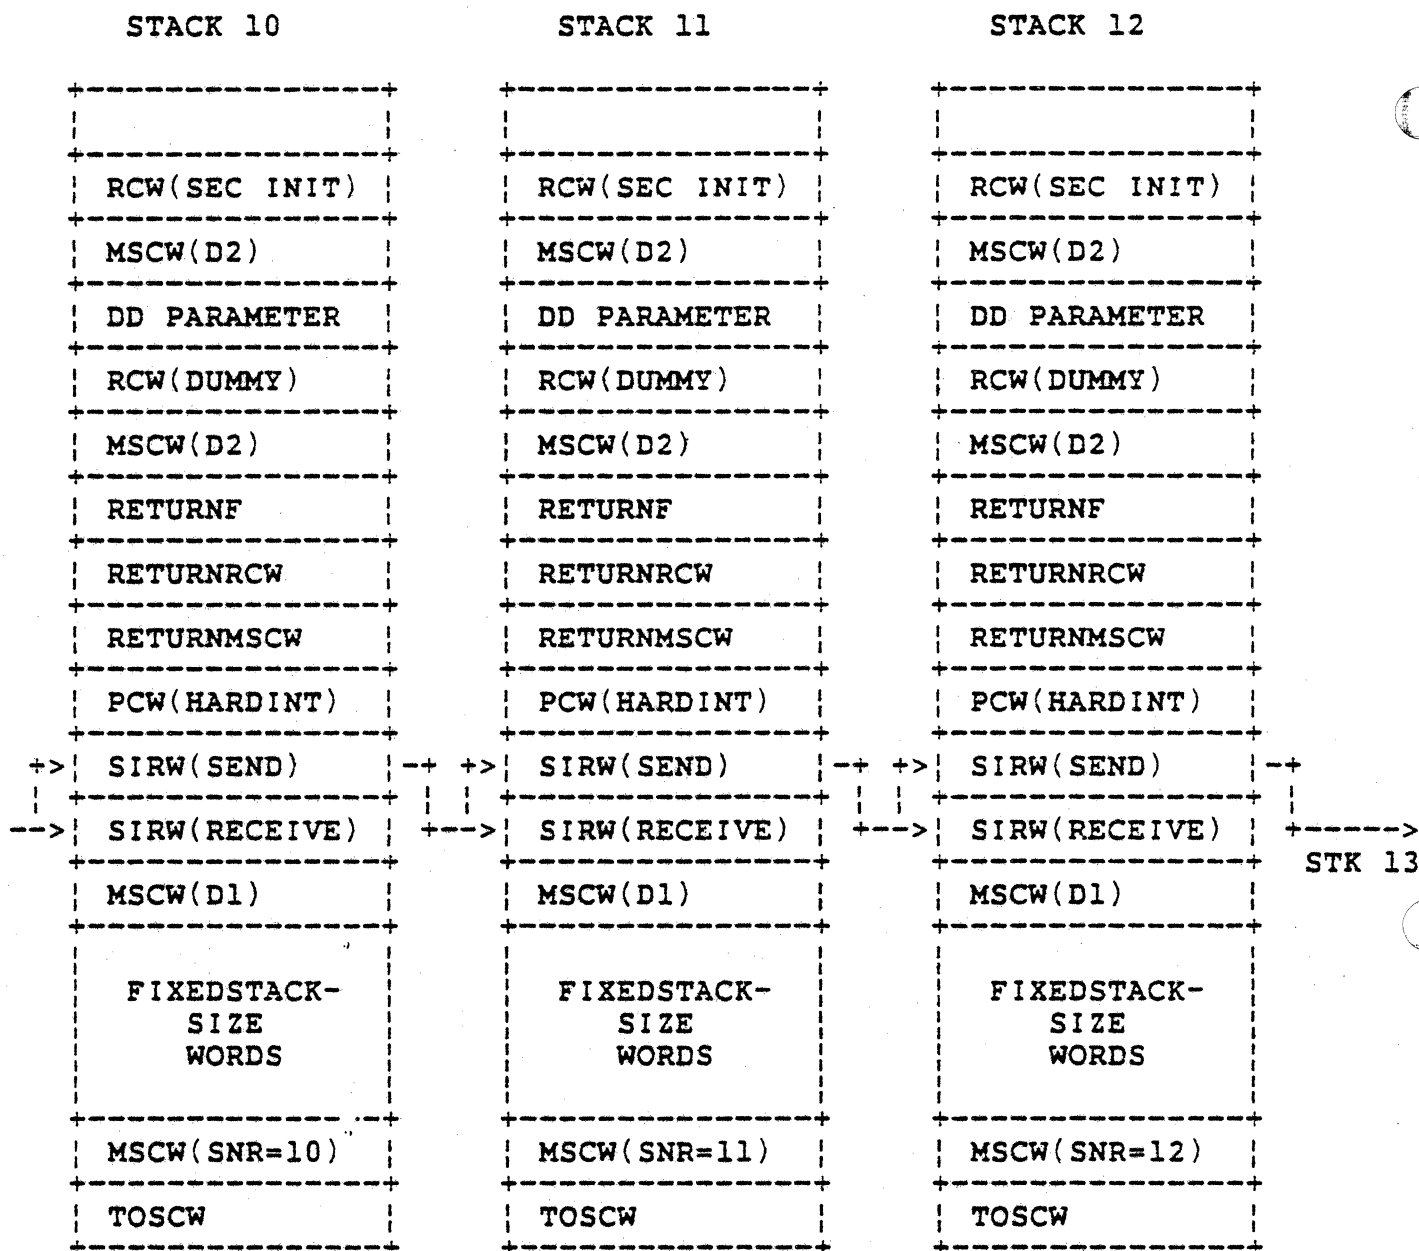 STACK 10 STACK 11 STACK 12
RCW(SEC INIT) RCW(SEC INIT) RCW(SEC INIT)
MSCW(D2) MSCW(D2) MSCW(D2)
DD PARAMETER DD PARAMETER DD PARAMETER
RCW(DUMMY) RCW(DUMMY) RCW(DUMMY)
MSCW(D2) MSCW(D2) MSCW(D2)
RETURNF RETURNF RETURNF
RETURNRCW RETURNRCW RETURNRCW
RETURNMSCW RETURNMSCW RETURNMSCW
PCW(HARDINT) PCW(HARDINT) PCW(HARDINT)
SIRW(SEND) SIRW(SEND) SIRW(SEND)
SIRW(RECEIVE) SIRW(RECEIVE) SIRW(RECEIVE)
STK 13
MSCW(D1) MSCW(D1) MSCW(D1)
FIXEDSTACK- FIXEDSTACK- FIXEDSTACK-
SIZE SIZE SIZE
WORDS WORDS WORDS
MSCW(SNR=10) MSCW(SNR=11) MSCW(SNR=12)
TOSCW TOSCW TOSCW